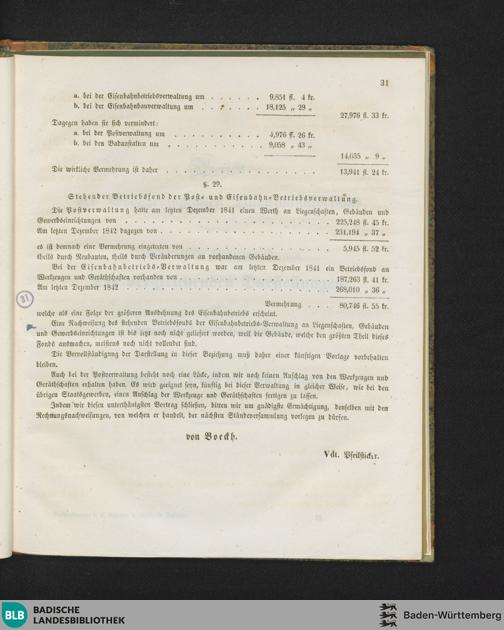 31
a. bei der Eisenbahnbetriebsverwaltung um . . . . . . 9,851 fl. 4 kr.
b. bei der Eisenbahnbauverwaltung um . . . . . . . 18,125 „ 29 „
27,976 fl. 33 kr.
Dagegen haben sie sich vermindert:
a. bei der Postverwaltung um . . . . . . . . . 4,976 fl. 26 kr.
b. bei den Badanstalten um . . . . . . . . . . 9,058 „ 43 „
14,035 „ 9 „
Die wirkliche Vermehrung ist daher . . . . . . . . . . . . . 13,941 fl. 24 kr.
§. 29.
Stehender Betriebsfond der Post- und Eisenbahn-Betriebsverwaltung.
Die Postverwaltung hatte am letzten Dezember 1841 einen Werth an Liegenschaften, Gebäuden und
Gewerbseinrichtungen von . . . . . . . . . . . . . . . . 225,248 fl. 45 kr.
Am letzten Dezember 1842 dagegen von . . . . . . . . . . . . . 231,194 „ 37 „
es ist demnach eine Vermehrung eingetreten von . . . . . . . . . . . 5,945 fl. 52 kr.
theils durch Neubauten, theils durch Veränderungen an vorhandenen Gebäuden.
Bei der Eisenbahnbetriebs-Verwaltung war am letzten Dezember 1841 ein Betriebsfond an
Werkzeugen und Geräthschaften vorhanden von . . . . . . . . . . . 187,263 fl. 41 kr.
Am letzten Dezember 1842 . . . . . . . . . . . . . . . . 268,010 „ 36 „
Vermehrung . . . 80,746 fl. 55 kr.
welche als eine Folge der größeren Ausdehnung des Eisenbahnbetriebs erscheint.
31
Eine Nachweisung des stehenden Betriebsfonds der Eisenbahnbetriebs-Verwaltung an Liegenschaften, Gebäuden
und Gewerbseinrichtungen ist bis jetzt noch nicht geliefert worden, weil die Gebäude, welche den größten Theil dieses
Fonds ausmachen, meistens noch nicht vollendet sind.
Die Vervollständigung der Darstellung in dieser Beziehung muß daher einer künftigen Vorlage vorbehalten
bleiben.
Auch bei der Postverwaltung besteht noch eine Lücke, indem wir noch keinen Anschlag von den Werkzeugen und
Geräthschaften erhalten haben. Es wird geeignet seyn, künftig bei dieser Verwaltung in gleicher Weise, wie bei den
übrigen Staatsgewerben, einen Anschlag der Werkzeuge und Geräthschaften fertigen zu lassen.
Indem wir diesen unterthänigsten Vortrag schließen, bitten wir um gnädigste Ermächtigung, denselben mit den
Rechnungsnachweisungen, von welchen er handelt, der nächsten Ständeversammlung vorlegen zu dürfen.
von Boeckh.
Vdt. Pfeilsticker.
BLB BADISCHE
LANDESBIBLIOTHEK
Baden-Württemberg